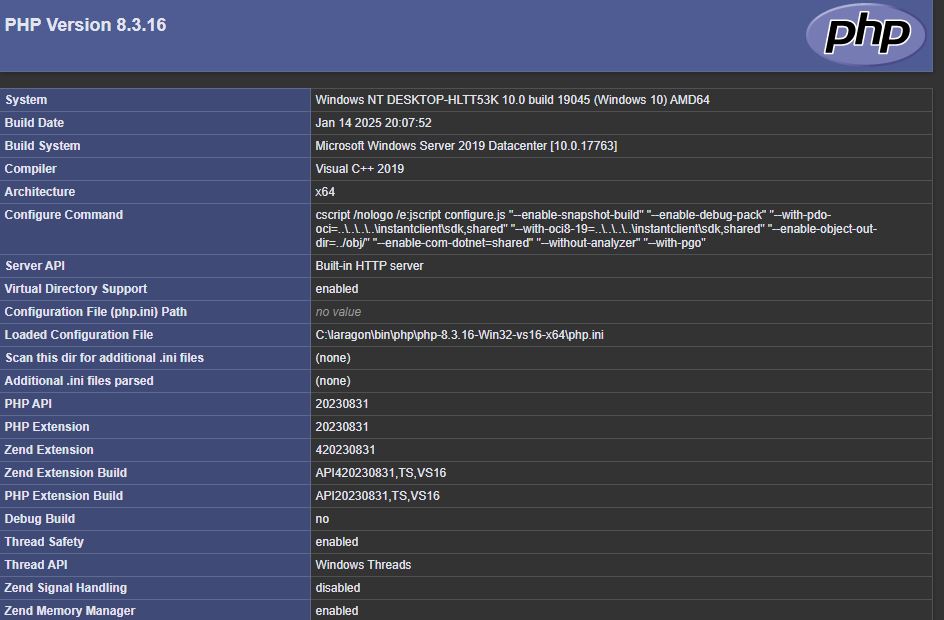 PHP Version 8.3.16
php
System Windows NT DESKTOP-HLTT53K 10.0 build 19045 (Windows 10) AMD64
Build Date Jan 14 2025 20:07:52
Build System Microsoft Windows Server 2019 Datacenter [10.0.17763]
Compiler Visual C++ 2019
Architecture x64
Configure Command cscript /nologo /e:jscript configure.js "--enable-snapshot-build" "--enable-debug-pack" "--with-pdo-
oci=..\..\..\..\instantclient\sdk,shared" "--with-oci8-19=..\..\..\..\instantclient\sdk,shared" "--enable-object-out-
dir=../obj/" "--enable-com-dotnet=shared" "--without-analyzer" "--with-pgo"
Server API Built-in HTTP server
Virtual Directory Support enabled
Configuration File (php.ini) Path no value
Loaded Configuration File C:\laragon\bin\php\php-8.3.16-Win32-vs16-x64\php.ini
Scan this dir for additional .ini files (none)
Additional .ini files parsed (none)
PHP API 20230831
PHP Extension 20230831
Zend Extension 420230831
Zend Extension Build API420230831,TS,VS16
PHP Extension Build API20230831,TS,VS16
Debug Build no
Thread Safety enabled
Thread API Windows Threads
Zend Signal Handling disabled
Zend Memory Manager enabled